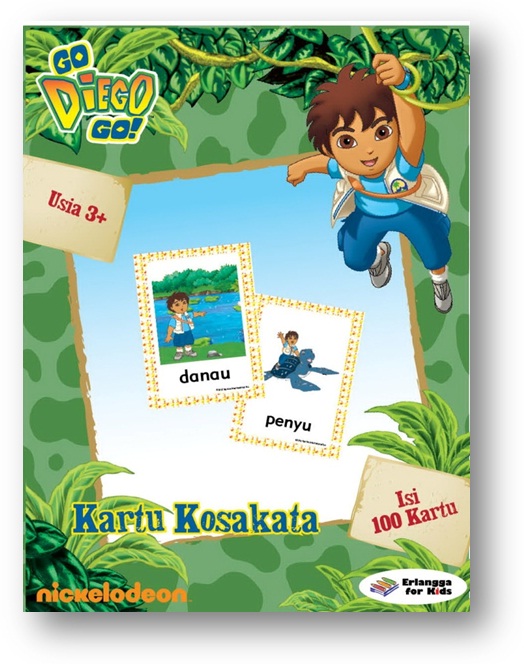 GO
DIEGO
GO!
Usia 3+
danau
penyu
Kartu Kosakata
Isi
100 Kartu
nickelodeon
Erlangga
for Kids